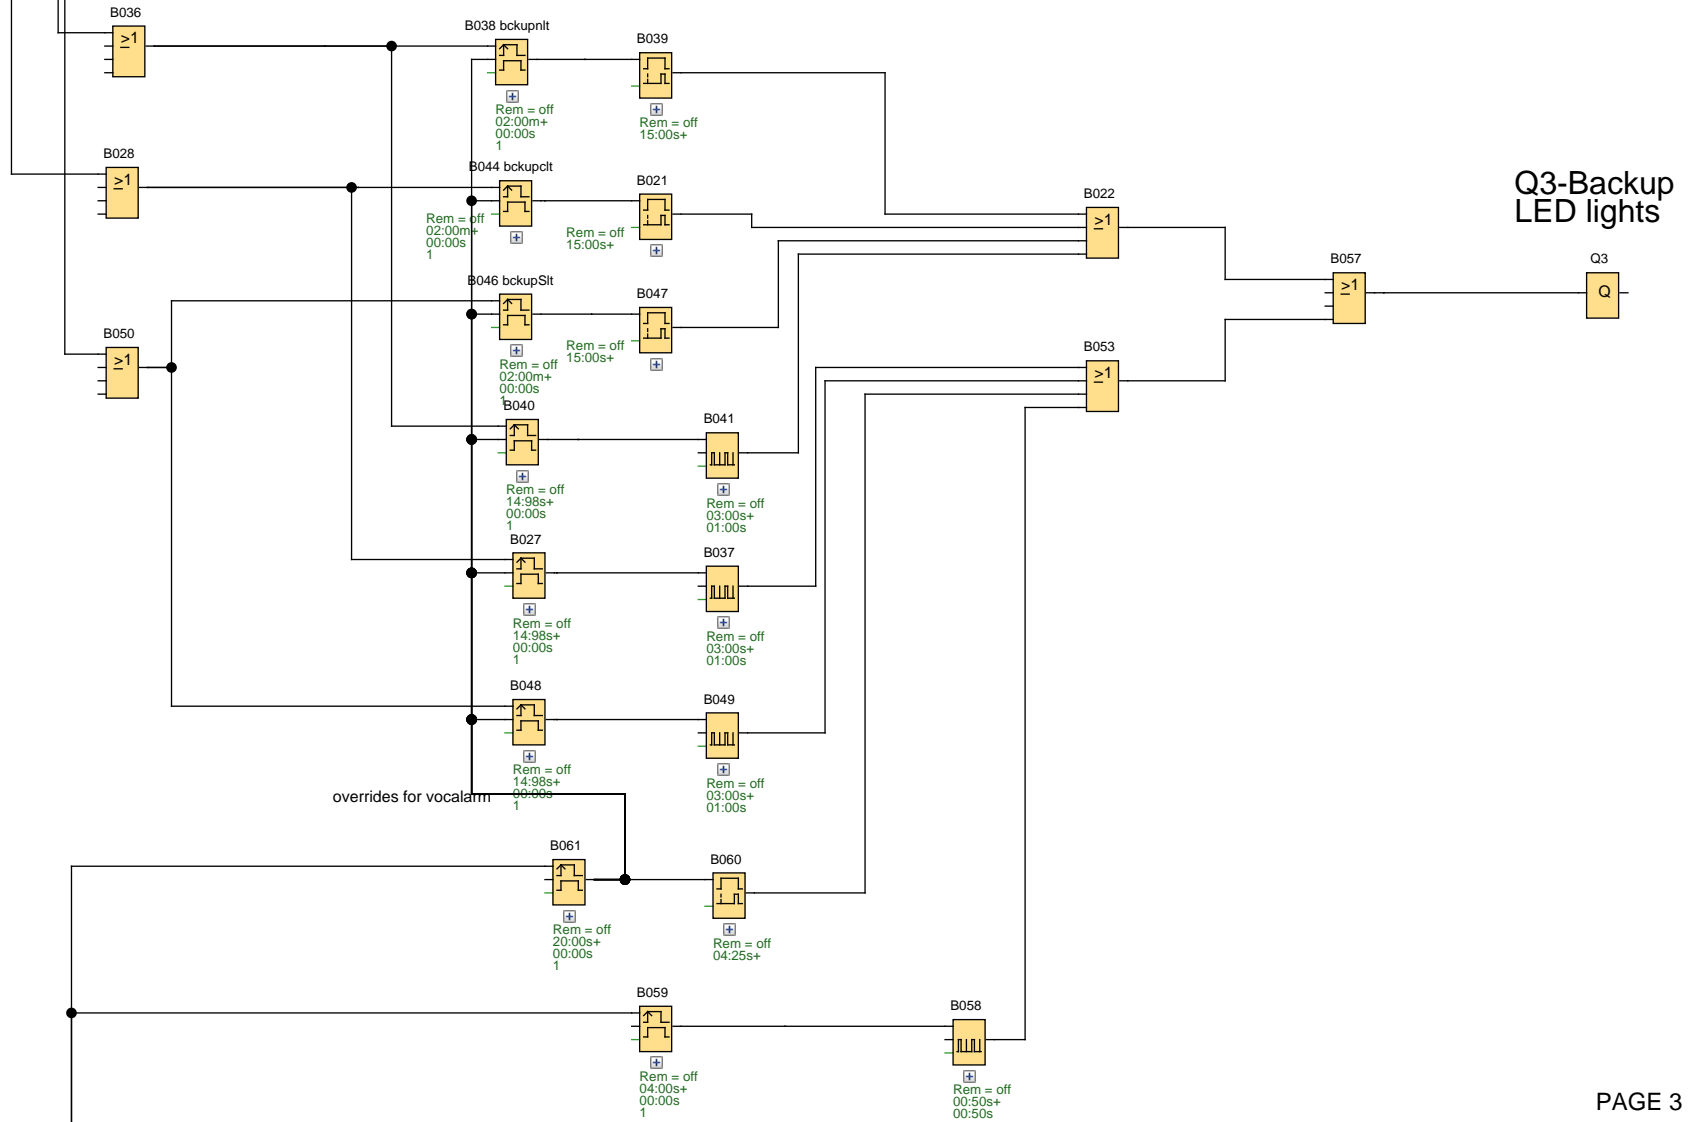 B036
≥1
B038 bckupnlt
Rem = off
02:00m+
00:00s
1
B039
Rem = off
15:00s+
B028
≥1
B044 bckupclt
Rem = off
02:00m+
00:00s
1
B021
Rem = off
15:00s+
B022
≥1
Q3-Backup
LED lights
B046 bckupSlt
Rem = off
02:00m+
00:00s
1
B047
Rem = off
15:00s+
B057
≥1
Q3
Q
B050
≥1
B053
≥1
B040
Rem = off
14:98s+
00:00s
1
B041
Rem = off
03:00s+
01:00s
B027
Rem = off
14:98s+
00:00s
1
B037
Rem = off
03:00s+
01:00s
B048
Rem = off
14:98s+
00:00s
1
B049
Rem = off
03:00s+
01:00s
overrides for vocalarm
B061
Rem = off
20:00s+
00:00s
1
B060
Rem = off
04:25s+
B059
Rem = off
04:00s+
00:00s
1
B058
Rem = off
00:50s+
00:50s
PAGE 3